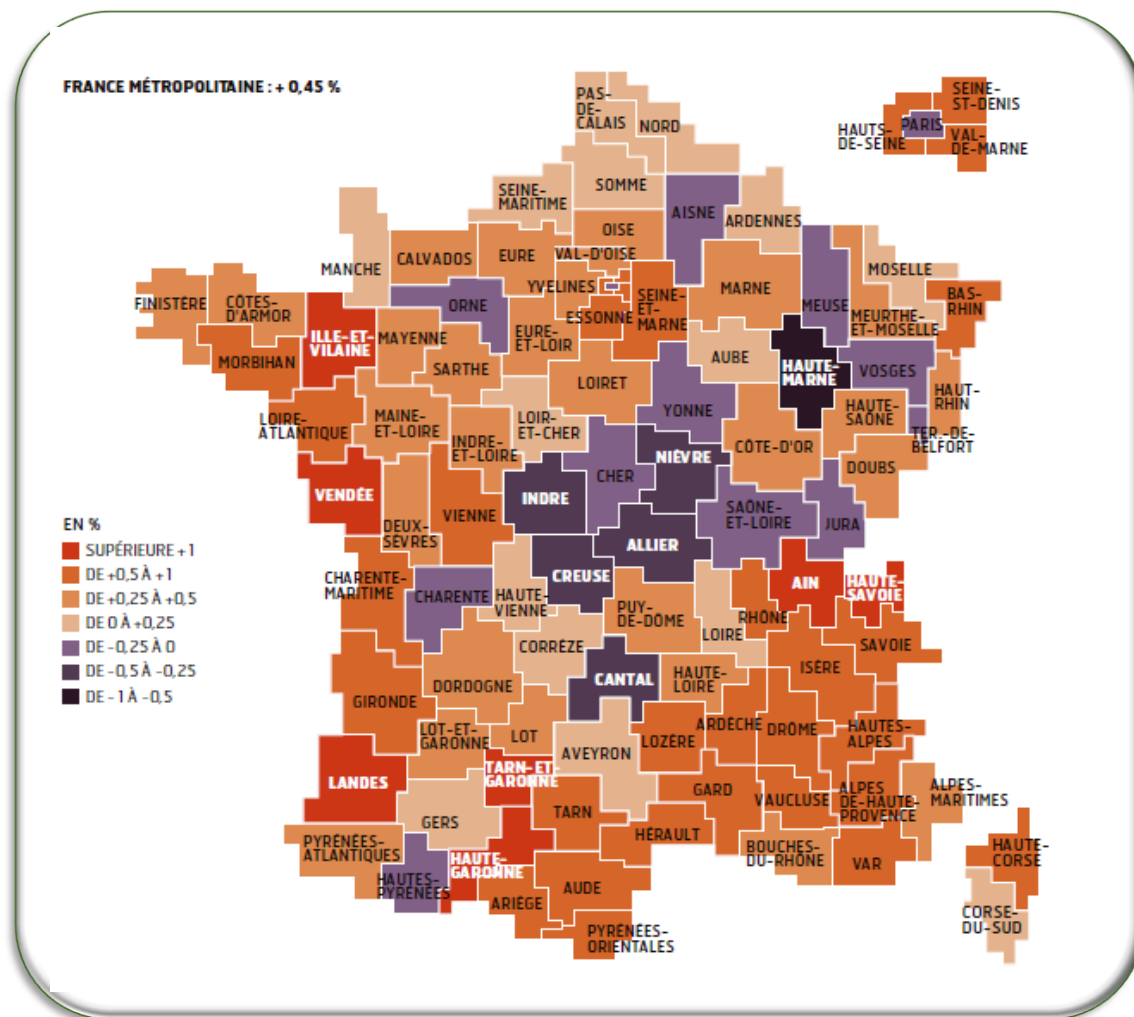 FRANCE MÉTROPOLITAINE : + 0,45 %
PAS-
DE-
CALAIS
NORD
SEINE-
ST-DENIS
HAUTS-
DE-SEINE
PARIS
VAL-
DE-MARNE
SEINE-
MARITIME
SOMME
AISNE
ARDENNES
OISE
VAL-D'OISE
MANCHE
CALVADOS
EURE
YVELINES
ESSONNE
SEINE-
ET-
MARNE
MARNE
MEUSE
MOSELLE
MEURTHE-
ET-MOSELLE
BAS-
RHIN
FINISTÈRE
CÔTES-
D'ARMOR
MORBIHAN
ILLE-ET-
VILAINE
ORNE
MAYENNE
SARTHE
EURE-
ET-LOIR
LOIRET
AUBE
HAUTE-
MARNE
VOSGES
HAUT-
RHIN
LOIRE-
ATLANTIQUE
MAINE-
ET-LOIRE
INDRE-
ET-LOIRE
LOIR-
ET-CHER
YONNE
CÔTE-D'OR
HAUTE-
SAÔNE
TER.-DE-
BELFORT
DOUBS
VENDÉE
DEUX-
SÈVRES
VIENNE
INDRE
CHER
NIÈVRE
SAÔNE-
ET-LOIRE
JURA
EN %
SUPÉRIEURE +1
DE +0,5 À +1
DE +0,25 À +0,5
DE 0 À +0,25
DE -0,25 À 0
DE -0,5 À -0,25
DE -1 À -0,5
CHARENTE-
MARITIME
CHARENTE
HAUTE-
VIENNE
CREUSE
ALLIER
PUY-
DE-DÔME
LOIRE
RHÔNE
AIN
HAUTE-
SAVOIE
SAVOIE
ISÈRE
GIRONDE
DORDOGNE
CORRÈZE
CANTAL
HAUTE-
LOIRE
ARDÈCHE
DRÔME
HAUTES-
ALPES
LOT-ET-
GARONNE
LOT
AVEYRON
LOZÈRE
LANDES
TARN-ET-
GARONNE
TARN
GARD
VAUCLUSE
ALPES
DE-HAUTE-
PROVENCE
ALPES-
MARITIMES
GERS
PYRÉNÉES-
ATLANTIQUES
HAUTES-
PYRÉNÉES
HAUTE-
GARONNE
ARIÈGE
AUDE
HÉRAULT
BOUCHES-
DU-RHÔNE
VAR
PYRÉNÉES-
ORIENTALES
HAUTE-
CORSE
CORSE-
DU-SUD